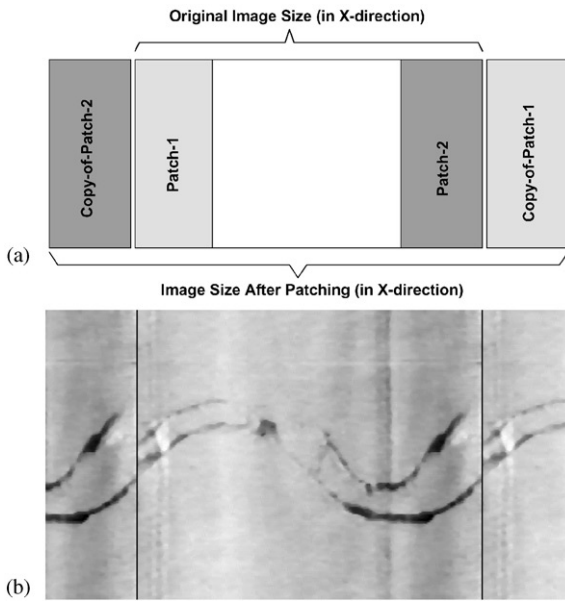 Original Image Size (in X-direction)
Copy-of-Patch-2
Patch-1
Patch-2
Copy-of-Patch-1
(a)
Image Size After Patching (in X-direction)
(b)